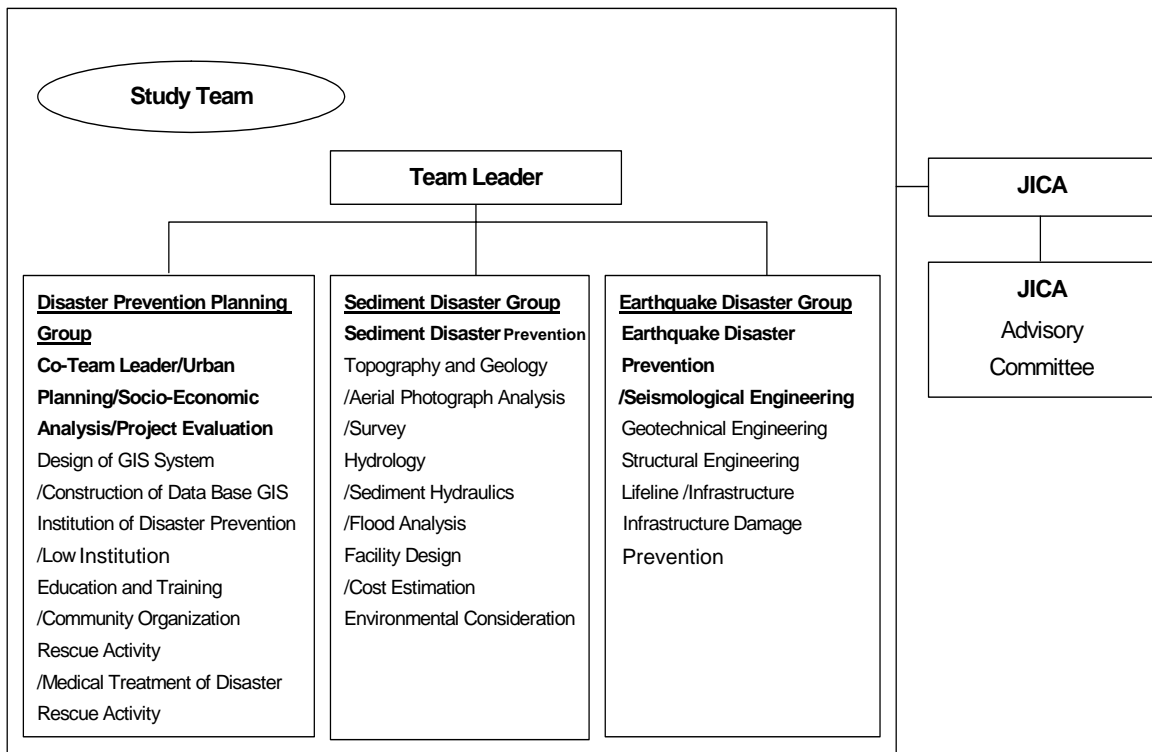 Study Team
Team Leader
Disaster Prevention Planning
Group
Co-Team Leader/Urban
Planning/Socio-Economic
Analysis/Project Evaluation
Design of GIS System
/Construction of Data Base GIS
Institution of Disaster Prevention
/Low Institution
Education and Training
/Community Organization
Rescue Activity
/Medical Treatment of Disaster
Rescue Activity
Sediment Disaster Group
Sediment Disaster Prevention
Topography and Geology
/Aerial Photograph Analysis
/Survey
Hydrology
/Sediment Hydraulics
/Flood Analysis
Facility Design
/Cost Estimation
Environmental Consideration
Earthquake Disaster Group
Earthquake Disaster
Prevention
/Seismological Engineering
Geotechnical Engineering
Structural Engineering
Lifeline /Infrastructure
Infrastructure Damage
Prevention
JICA
JICA
Advisory
Committee